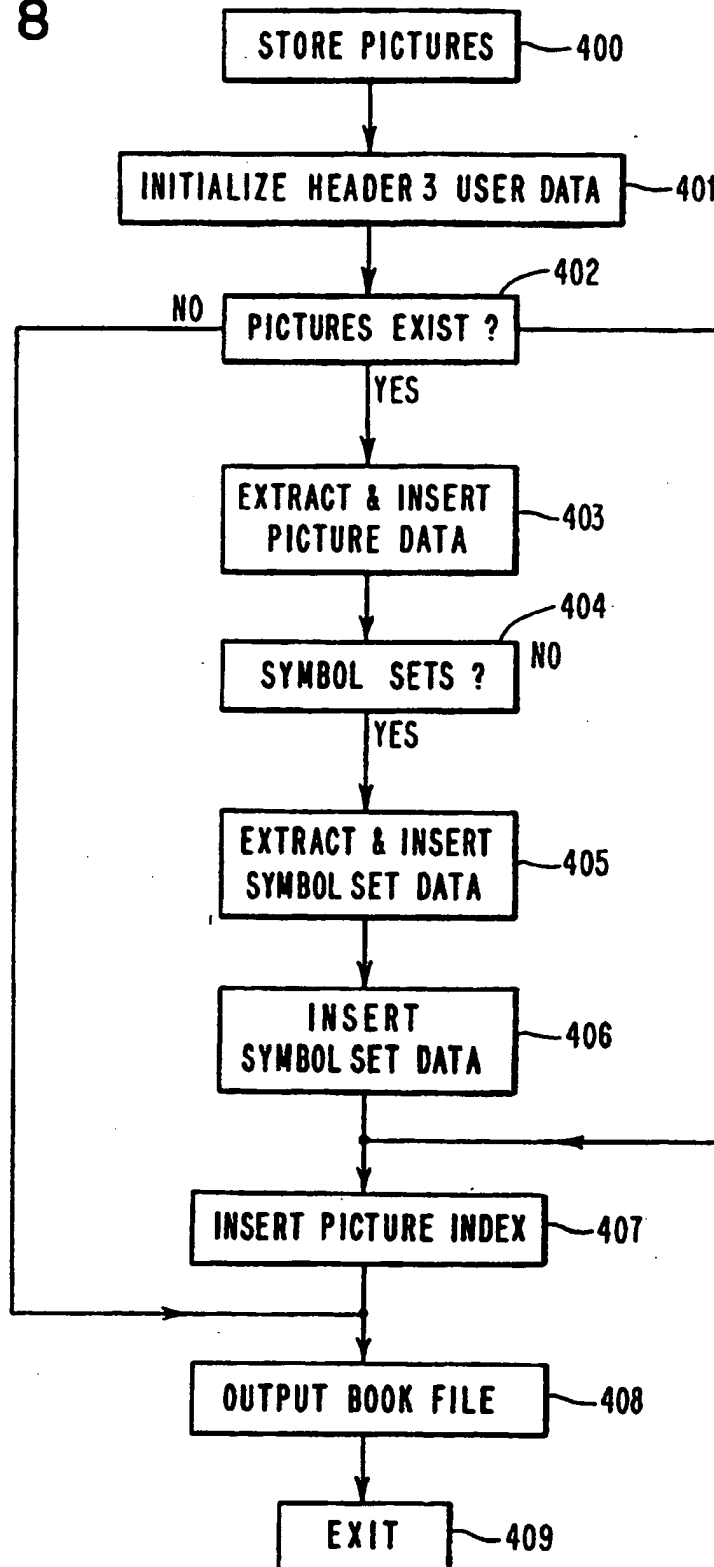 8
STORE PICTURES
400
INITIALIZE HEADER 3 USER DATA
401
402
NO
PICTURES EXIST ?
YES
EXTRACT & INSERT
PICTURE DATA
403
404
SYMBOL SETS ?
NO
YES
EXTRACT & INSERT
SYMBOL SET DATA
405
INSERT
SYMBOL SET DATA
406
INSERT PICTURE INDEX
407
OUTPUT BOOK FILE
408
EXIT
409